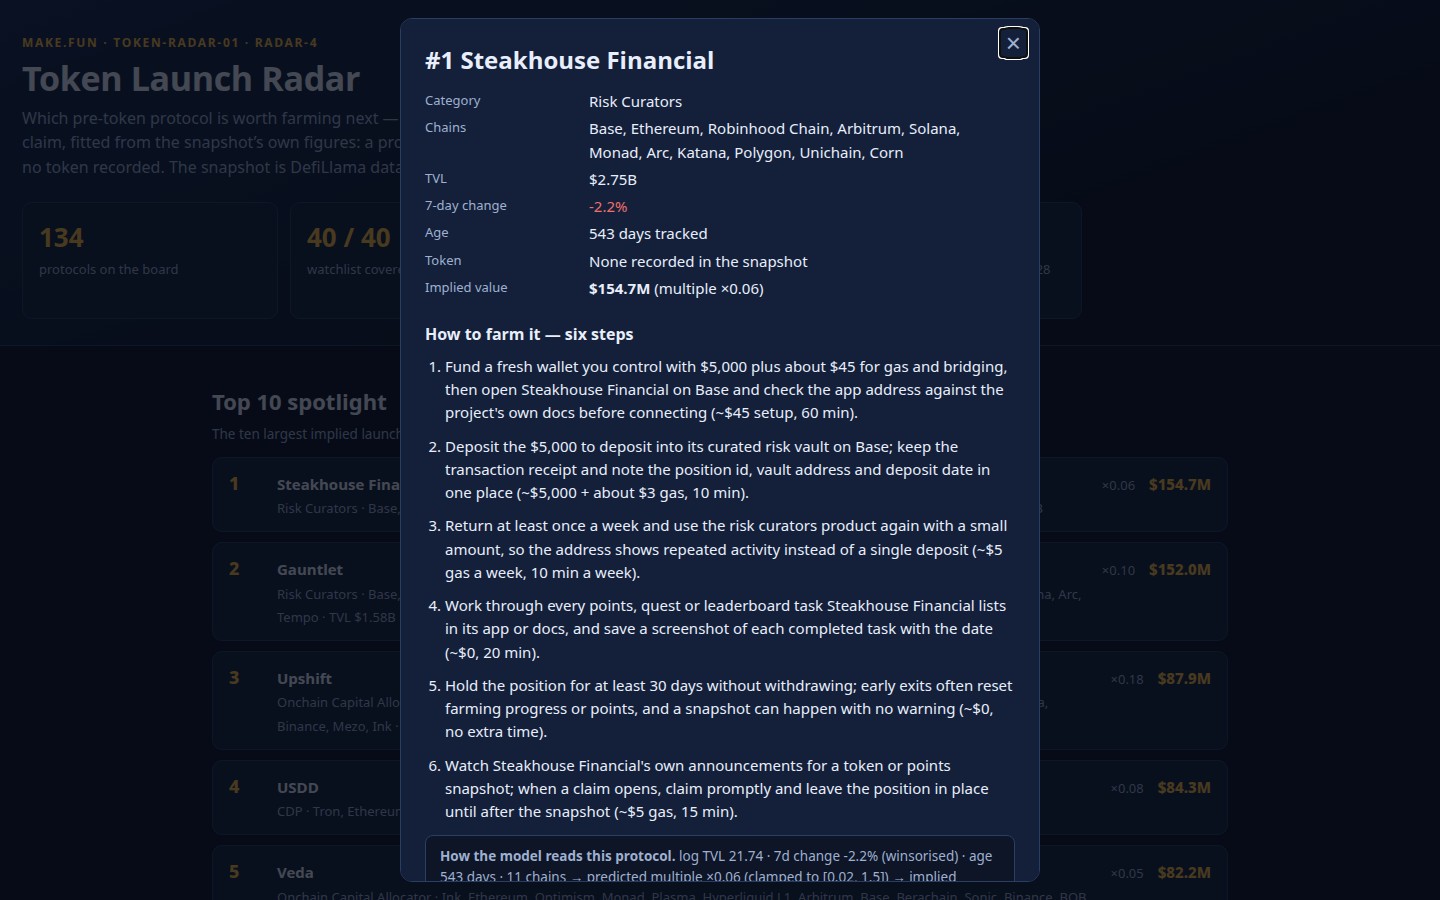 MAKE.FUN · TOKEN-RADAR-01 · RADAR-4
Token Launch Radar
Which pre-token protocol is worth farming next —
claim, fitted from the snapshot's own figures: a
no token recorded. The snapshot is DefiLlama
134
protocols on the board
40 / 40
watchlist
28
Top 10 spotlight
The ten largest implied
1
Steakhouse
Risk Curators · Base,
×0.06 $154.7M
2
Gauntlet
Risk Curators · Base,
Arc,
Tempo · TVL $1.58B
×0.10 $152.0M
3
Upshift
Onchain Capital
Binance, Mezo, Ink ·
×0.18 $87.9M
4
USDD
CDP · Tron,
×0.08 $84.3M
5
Veda
Onchain Capital Allocator · Ink, Ethereum, Optimism, Monad, Plasma, Hyperliquid L1, Arbitrum, Base, Berachain, Sonic, Binance, BOB,
×0.05 $82.2M
#1 Steakhouse Financial
×
Category Risk Curators
Chains Base, Ethereum, Robinhood Chain, Arbitrum, Solana,
Monad, Arc, Katana, Polygon, Unichain, Corn
TVL $2.75B
7-day change -2.2%
Age 543 days tracked
Token None recorded in the snapshot
Implied value $154.7M (multiple ×0.06)
How to farm it — six steps
1. Fund a fresh wallet you control with $5,000 plus about $45 for gas and bridging,
then open Steakhouse Financial on Base and check the app address against the
project's own docs before connecting (~$45 setup, 60 min).
2. Deposit the $5,000 to deposit into its curated risk vault on Base; keep the
transaction receipt and note the position id, vault address and deposit date in
one place (~$5,000 + about $3 gas, 10 min).
3. Return at least once a week and use the risk curators product again with a small
amount, so the address shows repeated activity instead of a single deposit (~$5
gas a week, 10 min a week).
4. Work through every points, quest or leaderboard task Steakhouse Financial lists
in its app or docs, and save a screenshot of each completed task with the date
(~$0, 20 min).
5. Hold the position for at least 30 days without withdrawing; early exits often reset
farming progress or points, and a snapshot can happen with no warning (~$0,
no extra time).
6. Watch Steakhouse Financial's own announcements for a token or points
snapshot; when a claim opens, claim promptly and leave the position in place
until after the snapshot (~$5 gas, 15 min).
How the model reads this protocol. log TVL 21.74 · 7d change -2.2% (winsorised) · age
543 days · 11 chains → predicted multiple ×0.06 (clamped to [0.02, 1.5]) → implied